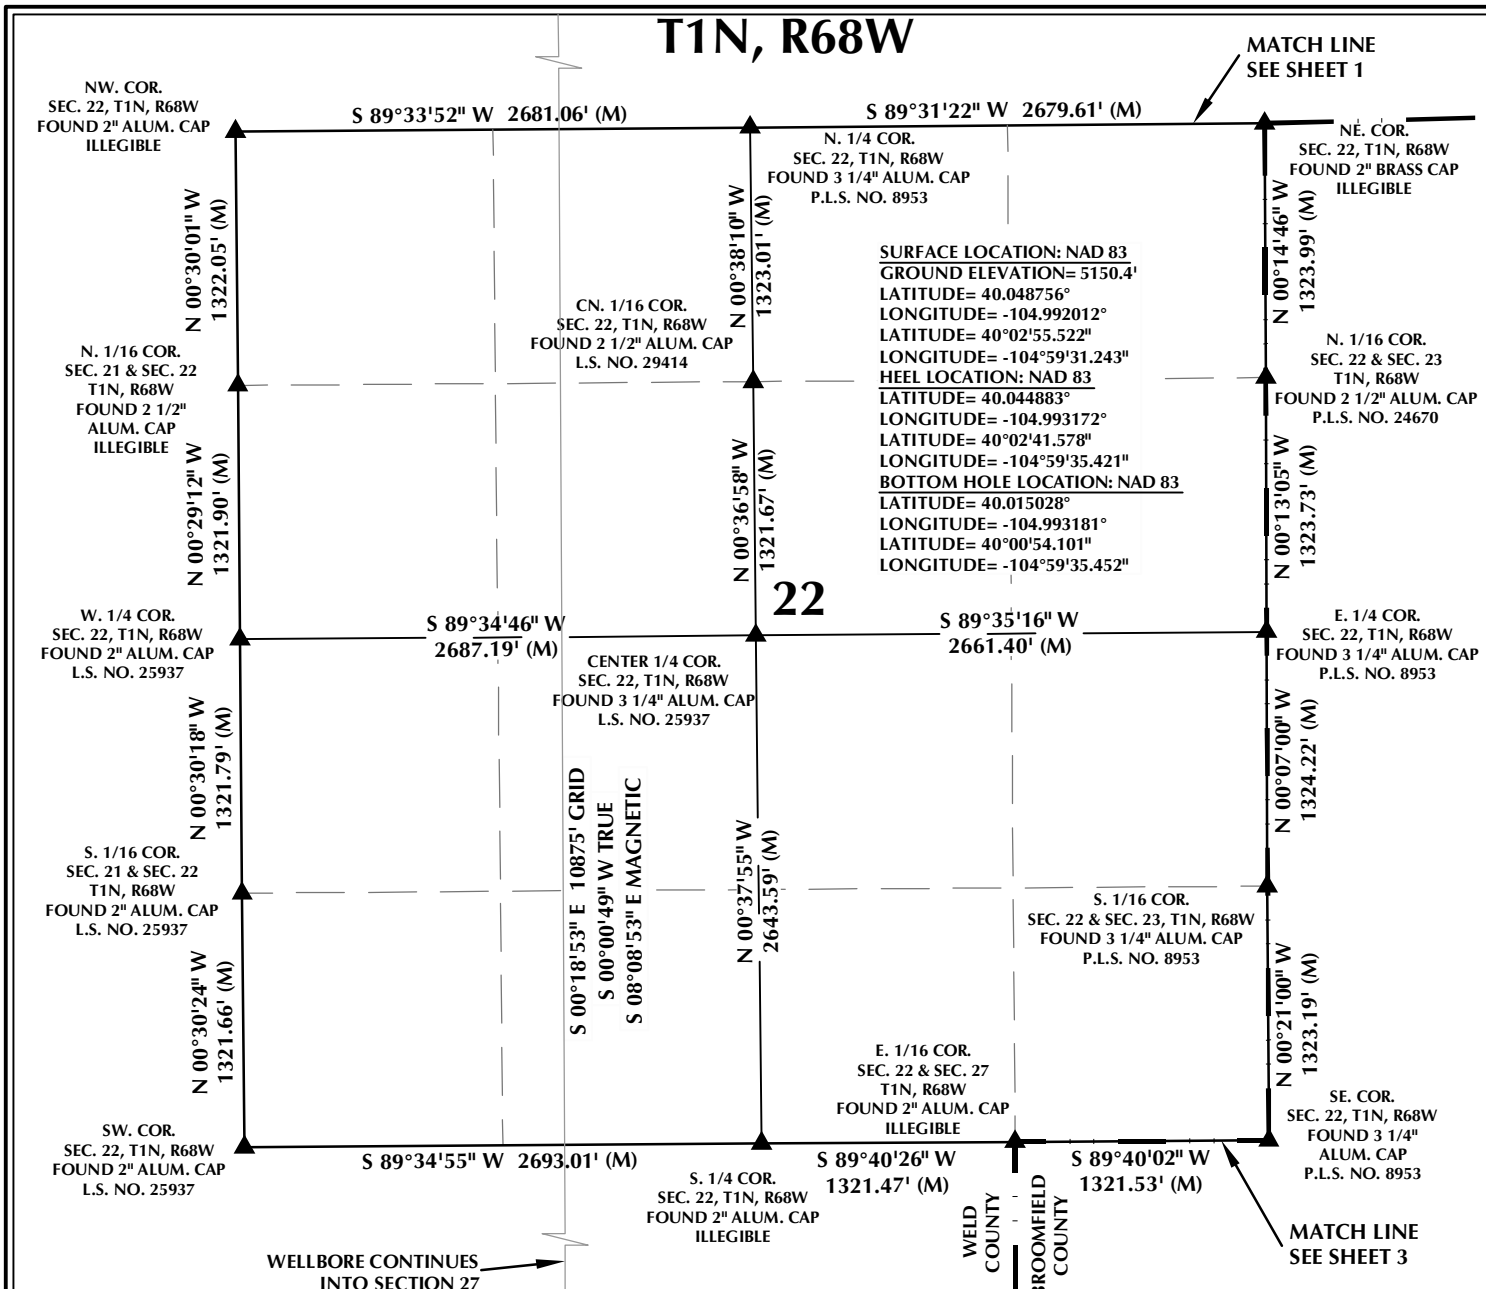 T1N, R68W
MATCH LINE
SEE SHEET 1
NW. COR.
SEC. 22, T1N, R68W
FOUND 2" ALUM. CAP
ILLEGIBLE
S 89°33'52" W 2681.06' (M)
S 89°31'22" W 2679.61' (M)
N. 1/4 COR.
SEC. 22, T1N, R68W
FOUND 3 1/4" ALUM. CAP
P.L.S. NO. 8953
NE. COR.
SEC. 22, T1N, R68W
FOUND 2" BRASS CAP
ILLEGIBLE
N 00°30'01" W
1322.05' (M)
N 00°38'10" W
1323.01' (M)
N 00°14'46" W
1323.99' (M)
SURFACE LOCATION: NAD 83
GROUND ELEVATION= 5150.4'
LATITUDE= 40.048756°
LONGITUDE= -104.992012°
LATITUDE= 40°02'55.522"
LONGITUDE= -104°59'31.243"
HEEL LOCATION: NAD 83
LATITUDE= 40.044883°
LONGITUDE= -104.993172°
LATITUDE= 40°02'41.578"
LONGITUDE= -104°59'35.421"
BOTTOM HOLE LOCATION: NAD 83
LATITUDE= 40.015028°
LONGITUDE= -104.993181°
LATITUDE= 40°00'54.101"
LONGITUDE= -104°59'35.452"
CN. 1/16 COR.
SEC. 22, T1N, R68W
FOUND 2 1/2" ALUM. CAP
L.S. NO. 29414
N. 1/16 COR.
SEC. 21 & SEC. 22
T1N, R68W
FOUND 2 1/2"
ALUM. CAP
ILLEGIBLE
N. 1/16 COR.
SEC. 22 & SEC. 23
T1N, R68W
FOUND 2 1/2" ALUM. CAP
P.L.S. NO. 24670
N 00°29'12" W
1321.90' (M)
N 00°36'58" W
1321.67' (M)
N 00°13'05" W
1323.73' (M)
22
W. 1/4 COR.
SEC. 22, T1N, R68W
FOUND 2" ALUM. CAP
L.S. NO. 25937
S 89°34'46" W
2687.19' (M)
S 89°35'16" W
2661.40' (M)
E. 1/4 COR.
SEC. 22, T1N, R68W
FOUND 3 1/4" ALUM. CAP
P.L.S. NO. 8953
CENTER 1/4 COR.
SEC. 22, T1N, R68W
FOUND 3 1/4" ALUM. CAP
L.S. NO. 25937
N 00°30'18" W
1321.79' (M)
S 00°18'53" E 10875' GRID
S 00°00'49" W TRUE
S 08°08'53" E MAGNETIC
N 00°37'55" W
2643.59' (M)
N 00°07'00" W
1324.22' (M)
S. 1/16 COR.
SEC. 21 & SEC. 22
T1N, R68W
FOUND 2" ALUM. CAP
L.S. NO. 25937
S. 1/16 COR.
SEC. 22 & SEC. 23, T1N, R68W
FOUND 3 1/4" ALUM. CAP
P.L.S. NO. 8953
N 00°30'24" W
1321.66' (M)
N 00°21'00" W
1323.19' (M)
E. 1/16 COR.
SEC. 22 & SEC. 27
T1N, R68W
FOUND 2" ALUM. CAP
ILLEGIBLE
SW. COR.
SEC. 22, T1N, R68W
FOUND 2" ALUM. CAP
L.S. NO. 25937
S 89°34'55" W 2693.01' (M)
S 89°40'26" W
1321.47' (M)
S 89°40'02" W
1321.53' (M)
SE. COR.
SEC. 22, T1N, R68W
FOUND 3 1/4"
ALUM. CAP
P.L.S. NO. 8953
S. 1/4 COR.
SEC. 22, T1N, R68W
FOUND 2" ALUM. CAP
ILLEGIBLE
WELD
COUNTY
BROOMFIELD
COUNTY
MATCH LINE
SEE SHEET 3
WELLBORE CONTINUES
INTO SECTION 27